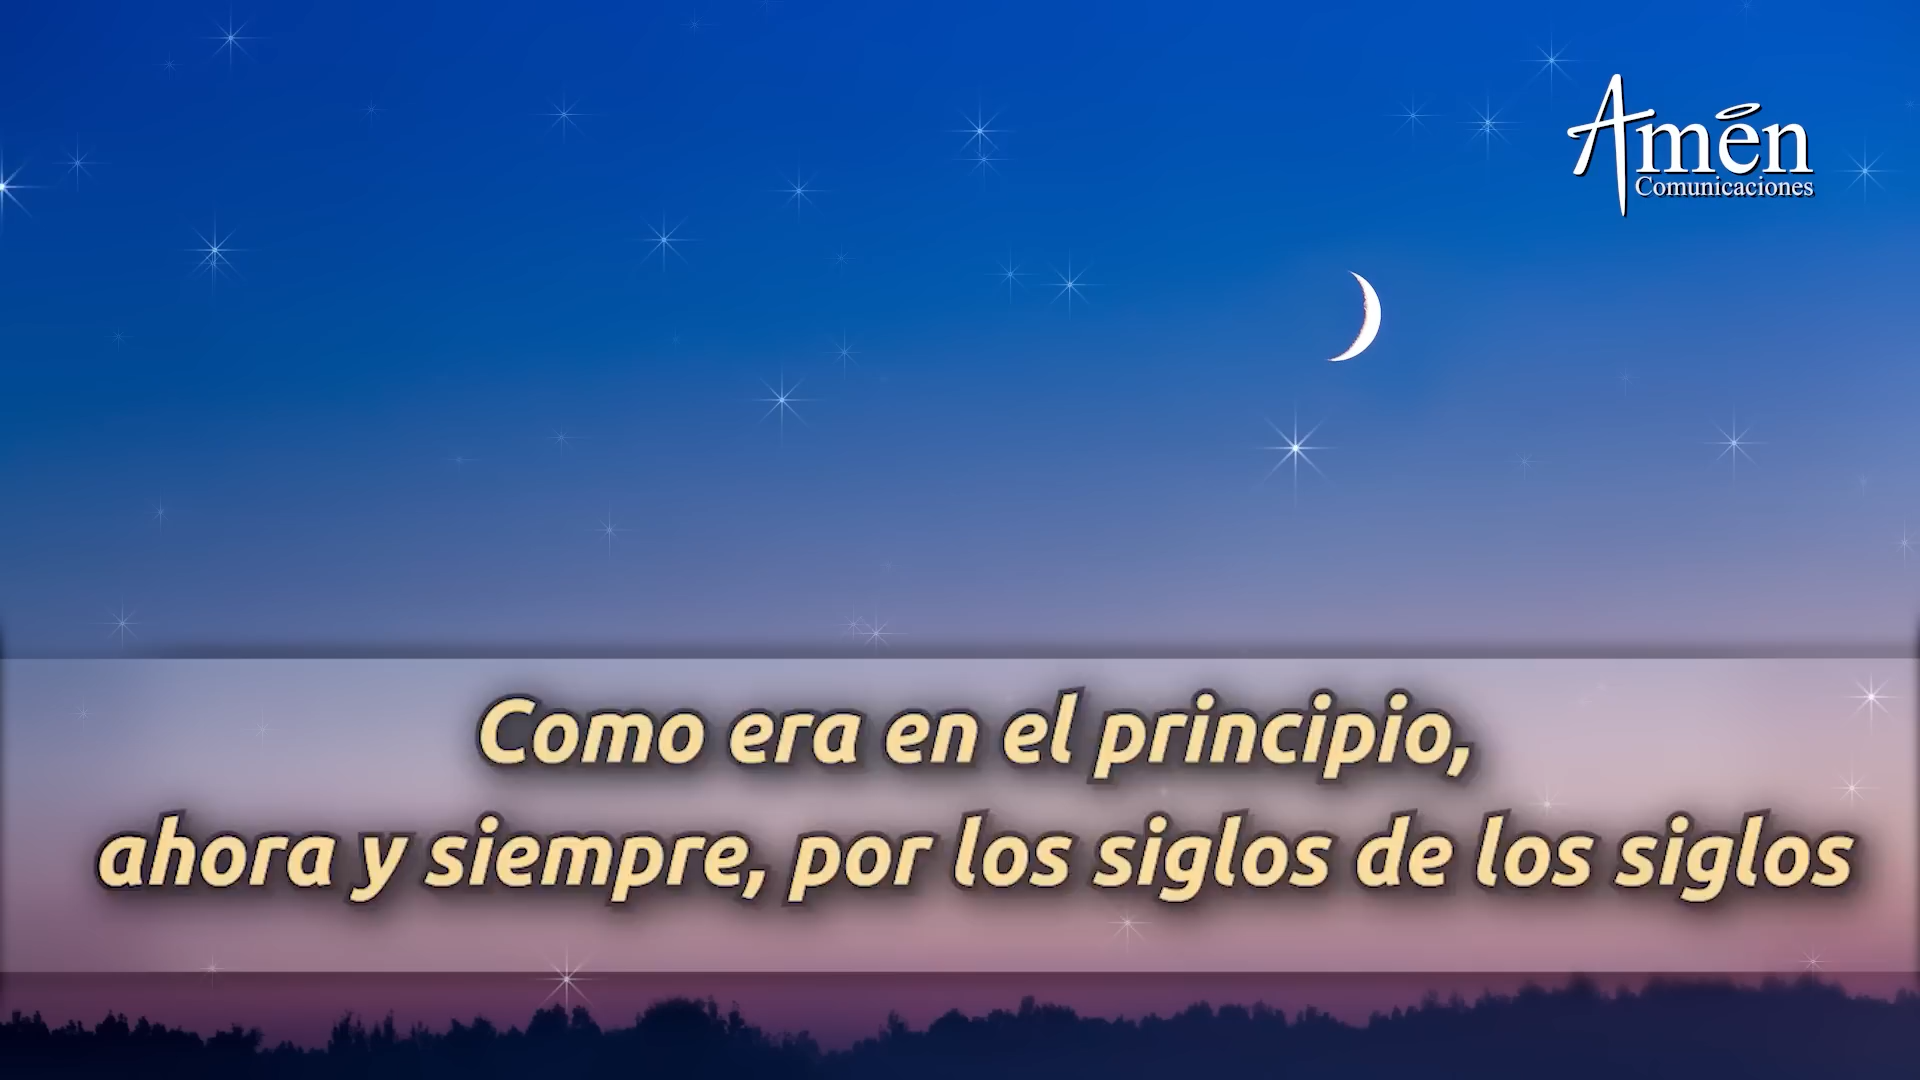 Amén
Comunicaciones
Como era en el principio,
ahora y siempre, por los siglos de los siglos